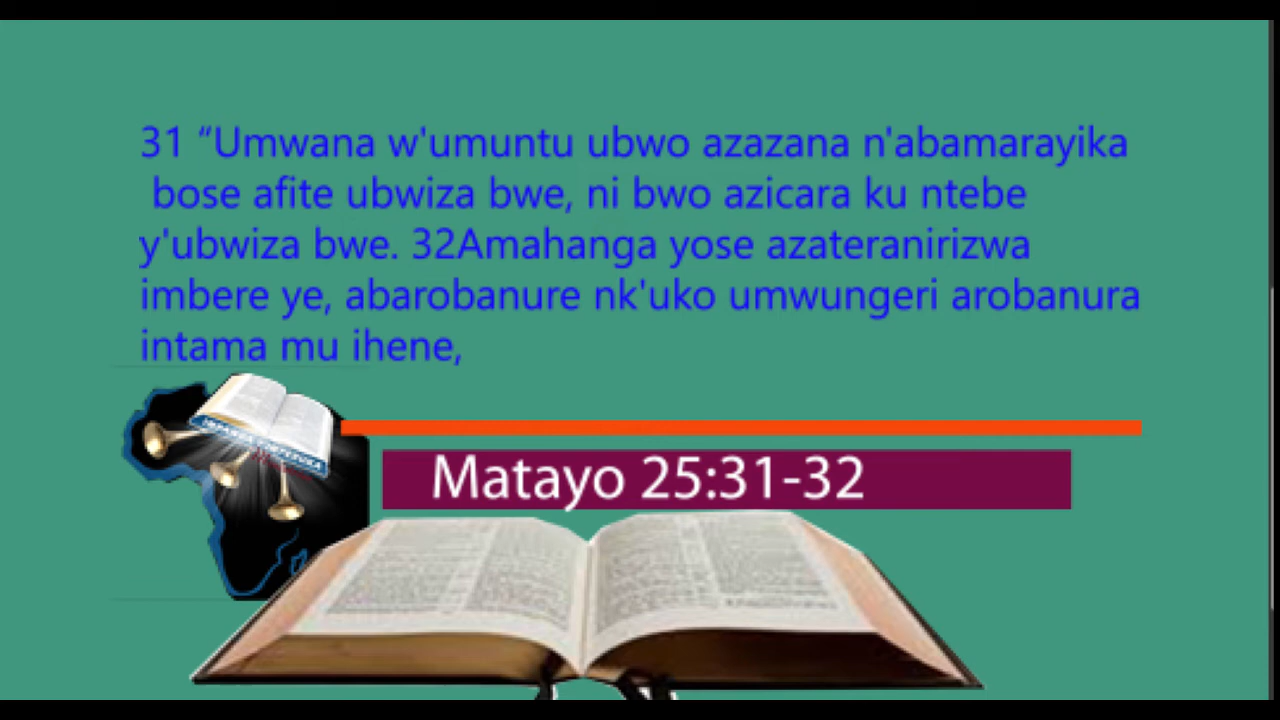 31 “Umwana w'umuntu ubwo azazana n'abamarayika
bose afite ubwiza bwe, ni bwo azicara ku ntebe
y'ubwiza bwe. 32Amahanga yose azateranirizwa
imbere ye, abarobanure nk'uko umwungeri arobanura
intama mu ihene,
Matayo 25:31-32